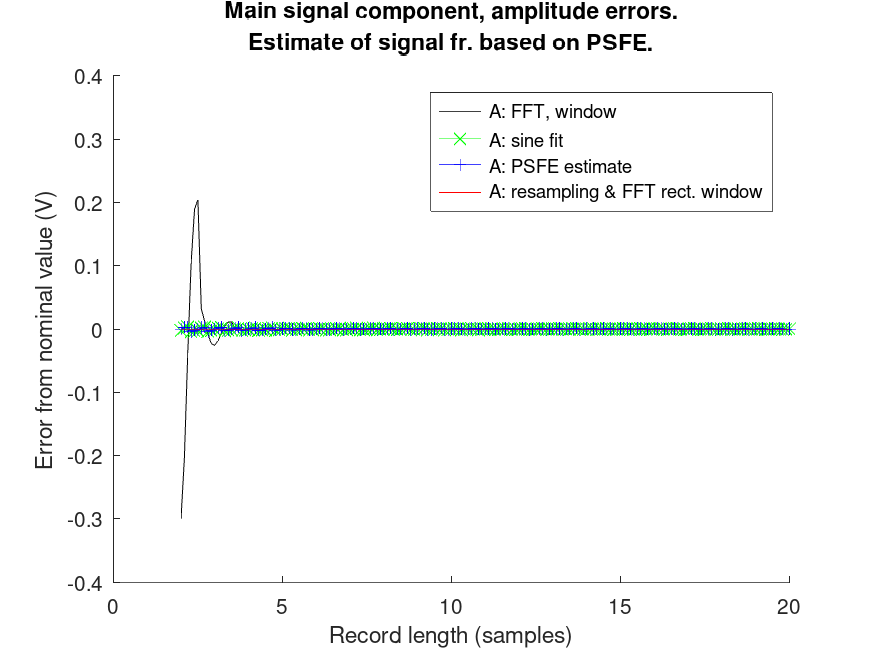 Main signal component, amplitude errors.
Estimate of signal fr. based on PSFE.
0.4
0.3
0.2
0.1
0
-0.1
-0.2
-0.3
-0.4
Error from nominal value (V)
A: FFT, window
A: sine fit
A: PSFE estimate
A: resampling & FFT rect. window
0
5
10
15
20
Record length (samples)